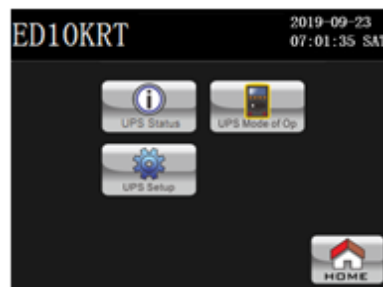 ED10KRT
2019-09-23
07:01:35 SAT
UPS Status
UPS Mode of Op
UPS Setup
HOME